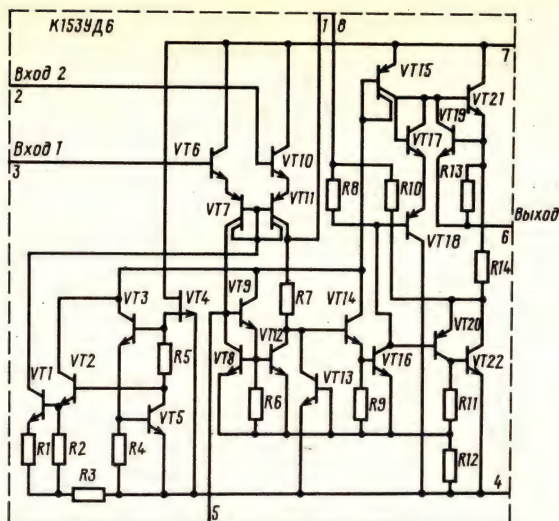 К153УД6
1 8
7
Вход 2
2
Вход 1
3
VT6
VT10
VT15
VT21
VT19
VT17
R13
R8
R10
Выход
6
VT7
VT11
VT18
R14
VT3
VT4
VT9
R7
VT14
VT20
VT1
VT2
R5
VT8
VT12
VT13
VT16
VT22
VT5
R1
R2
R4
R6
R9
R11
R3
R12
4
5